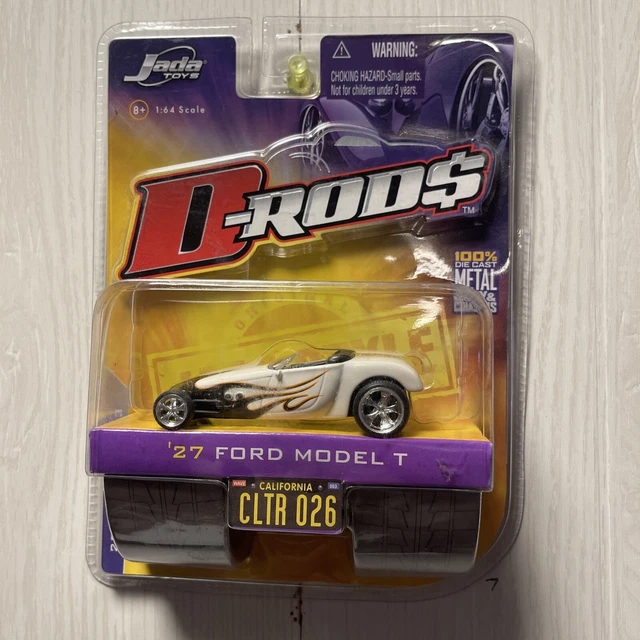 Jada
TOYS
8+ 1:64 Scale
WARNING:
CHOKING HAZARD-Small parts.
Not for children under 3 years.
D-ROD$
TM
100%
DIE CAST
METAL
'27 FORD MODEL T
WAVE CALIFORNIA
CLTR 026